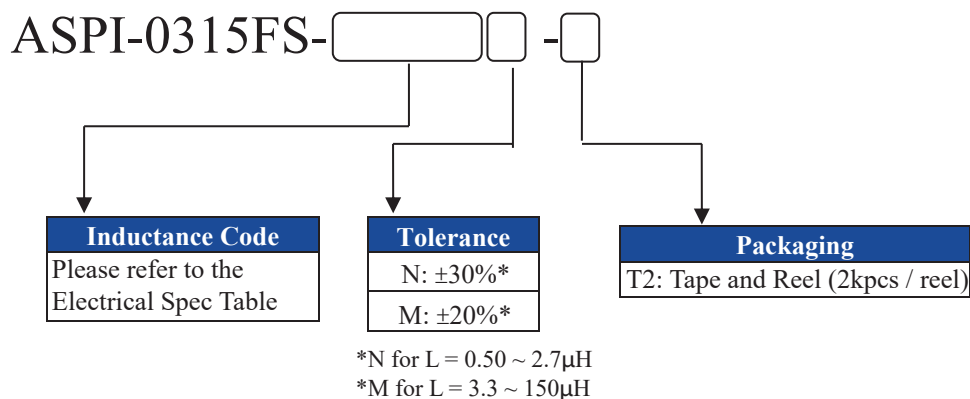 ASPI-0315FS- -
Inductance Code
Please refer to the
Electrical Spec Table
Tolerance
N: ±30%*
M: ±20%*
*N for L = 0.50 ~ 2.7µH
*M for L = 3.3 ~ 150µH
Packaging
T2: Tape and Reel (2kpcs / reel)